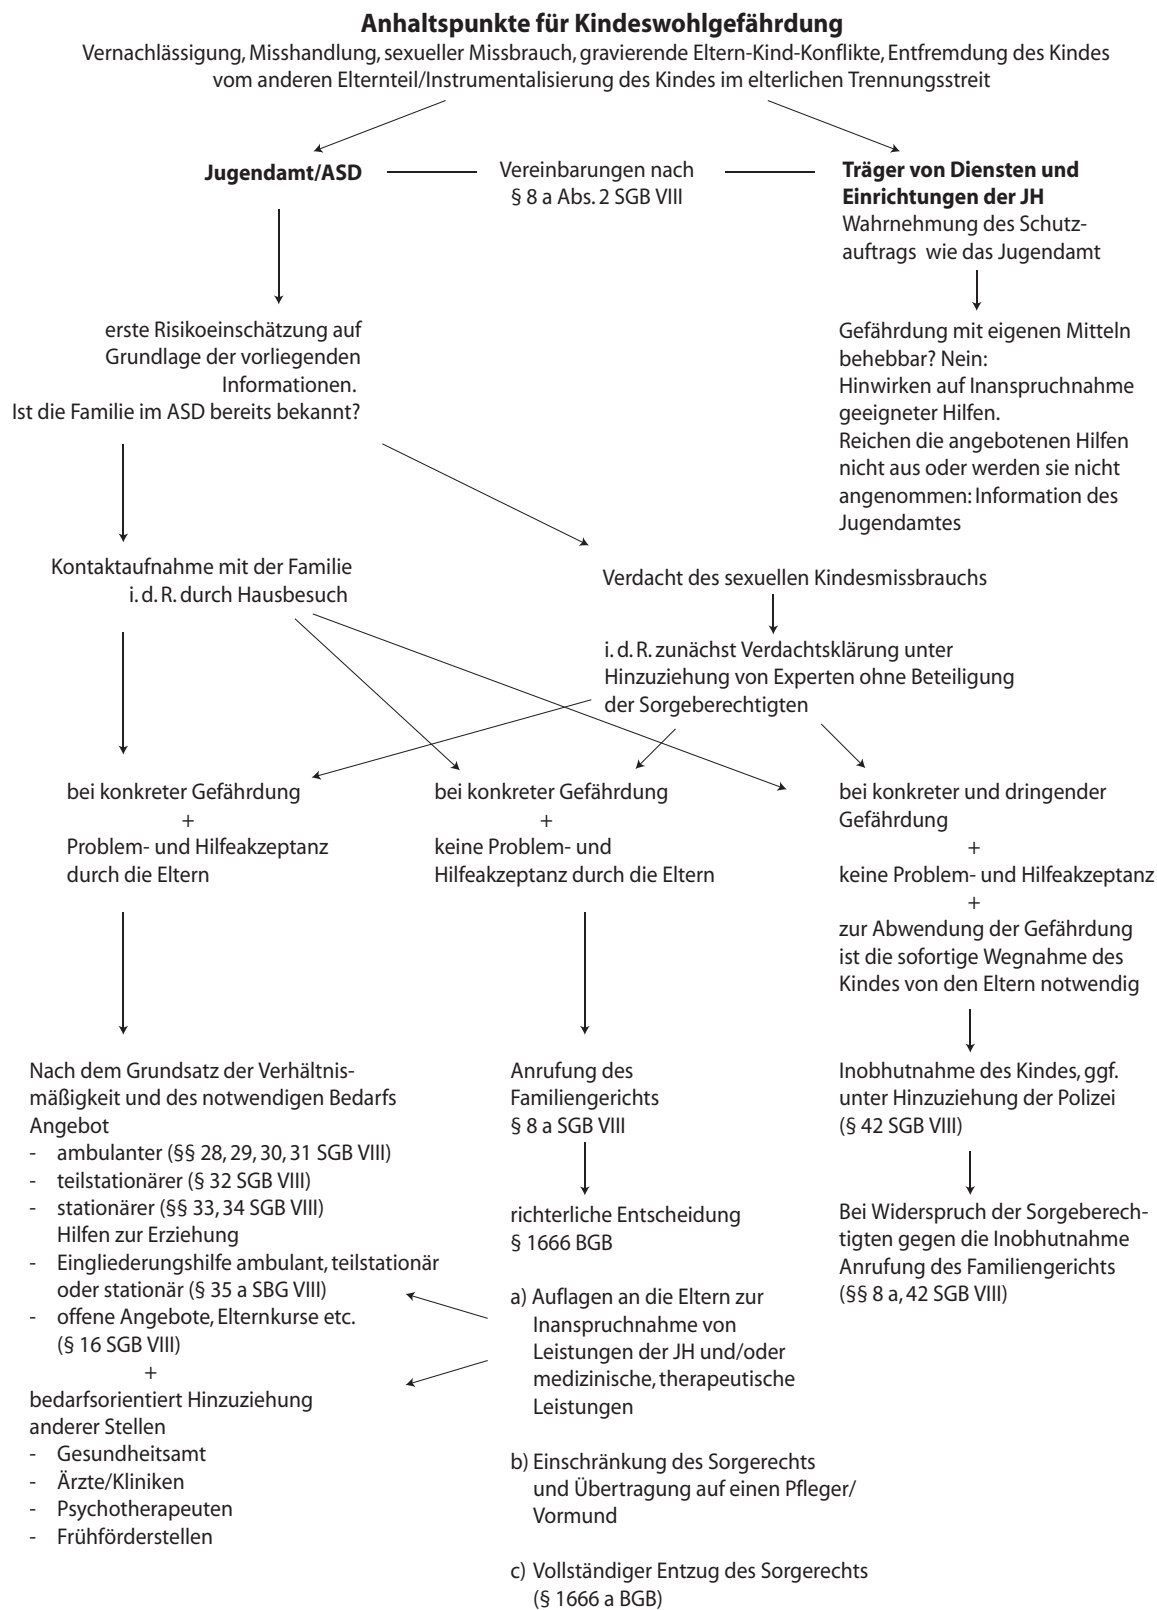 Anhaltspunkte für Kindeswohlgefährdung
Vernachlässigung, Misshandlung, sexueller Missbrauch, gravierende Eltern-Kind-Konflikte, Entfremdung des Kindes
vom anderen Elternteil/Instrumentalisierung des Kindes im elterlichen Trennungsstreit
Jugendamt/ASD
Vereinbarungen nach
§ 8 a Abs. 2 SGB VIII
Träger von Diensten und
Einrichtungen der JH
Wahrnehmung des Schutz-
auftrags wie das Jugendamt
erste Risikoeinschätzung auf
Grundlage der vorliegenden
Informationen.
Ist die Familie im ASD bereits bekannt?
Gefährdung mit eigenen Mitteln
behebbar? Nein:
Hinwirken auf Inanspruchnahme
geeigneter Hilfen.
Reichen die angebotenen Hilfen
nicht aus oder werden sie nicht
angenommen: Information des
Jugendamtes
Kontaktaufnahme mit der Familie
i. d. R. durch Hausbesuch
Verdacht des sexuellen Kindesmissbrauchs
i. d. R. zunächst Verdachtsklärung unter
Hinzuziehung von Experten ohne Beteiligung
der Sorgeberechtigten
bei konkreter Gefährdung
+
Problem- und Hilfeakzeptanz
durch die Eltern
bei konkreter Gefährdung
+
keine Problem- und
Hilfeakzeptanz durch die Eltern
bei konkreter und dringender
Gefährdung
+
keine Problem- und Hilfeakzeptanz
+
zur Abwendung der Gefährdung
ist die sofortige Wegnahme des
Kindes von den Eltern notwendig
Nach dem Grundsatz der Verhältnis-
mäßigkeit und des notwendigen Bedarfs
Angebot
- ambulanter (§§ 28, 29, 30, 31 SGB VIII)
- teilstationärer (§ 32 SGB VIII)
- stationärer (§§ 33, 34 SGB VIII)
Hilfen zur Erziehung
- Eingliederungshilfe ambulant, teilstationär
oder stationär (§ 35 a SBG VIII)
- offene Angebote, Elternkurse etc.
(§ 16 SGB VIII)
+
bedarfsorientiert Hinzuziehung
anderer Stellen
- Gesundheitsamt
- Ärzte/Kliniken
- Psychotherapeuten
- Frühförderstellen
Anrufung des
Familiengerichts
§ 8 a SGB VIII
richterliche Entscheidung
§ 1666 BGB
a) Auflagen an die Eltern zur
Inanspruchnahme von
Leistungen der JH und/oder
medizinische, therapeutische
Leistungen
b) Einschränkung des Sorgerechts
und Übertragung auf einen Pfleger/
Vormund
c) Vollständiger Entzug des Sorgerechts
(§ 1666 a BGB)
Inobhutnahme des Kindes, ggf.
unter Hinzuziehung der Polizei
(§ 42 SGB VIII)
Bei Widerspruch der Sorgeberech-
tigten gegen die Inobhutnahme
Anrufung des Familiengerichts
(§§ 8 a, 42 SGB VIII)